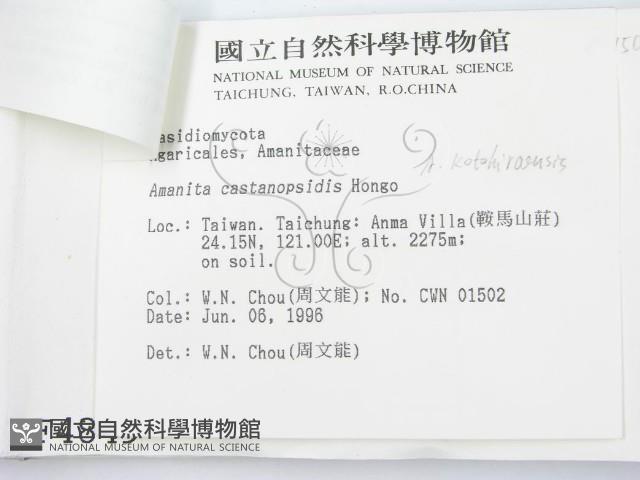 國立自然科學博物館
NATIONAL MUSEUM OF NATURAL SCIENCE
TAICHUNG, TAIWAN, R.O.CHINA
asidiomycota
garicales, Amanitaceae
Amanita castanopsidis Hongo
A. kotohiraensis
Loc.: Taiwan. Taichung: Anma Villa(鞍馬山莊)
24.15N, 121.00E; alt. 2275m;
on soil.
Col.: W.N. Chou(周文能); No. CWN 01502
Date: Jun. 06, 1996
Det.: W.N. Chou(周文能)
國立自然科學博物館
NATIONAL MUSEUM OF NATURAL SCIENCE